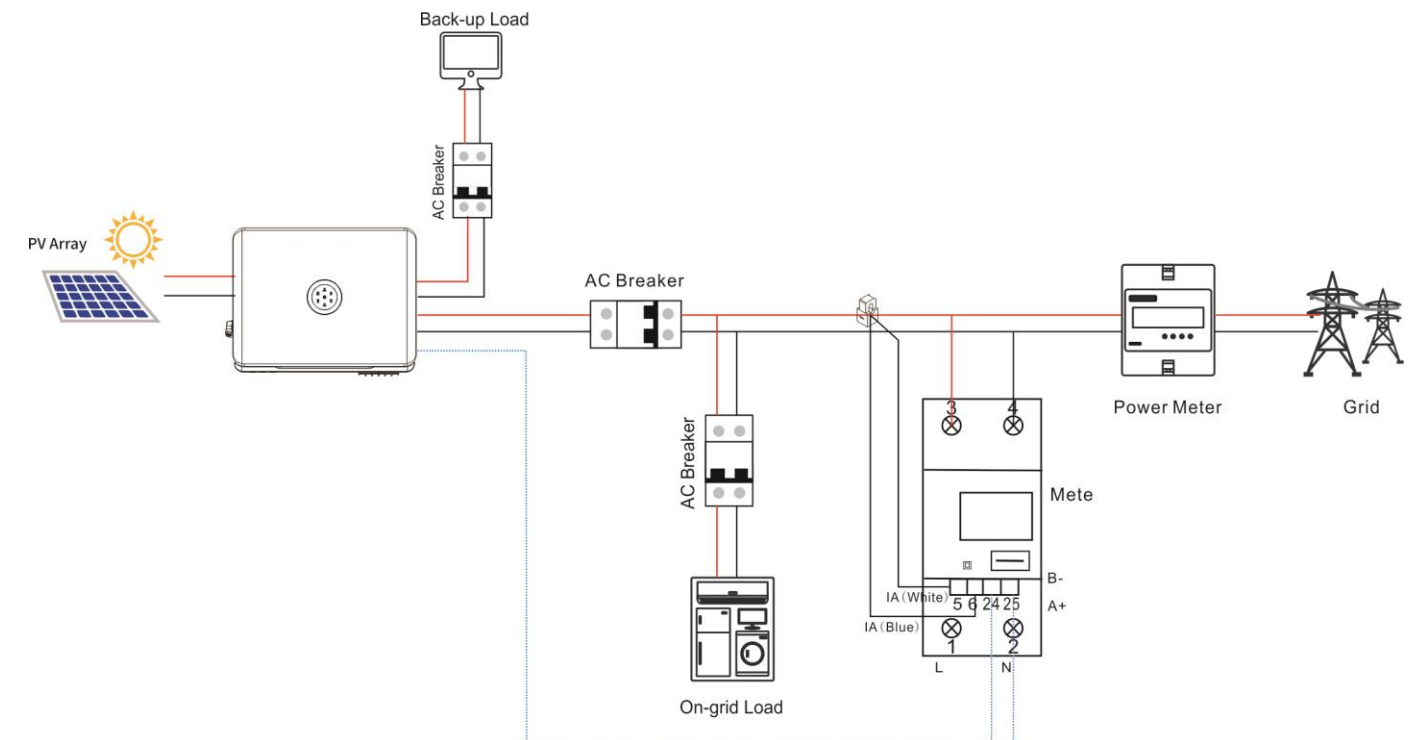 Back-up Load
AC Breaker
PV Array
AC Breaker
Power Meter
Grid
AC Breaker
3 4
Mete
B-
IA(White) 5 6 24 25 A+
IA(Blue)
1 2
L N
On-grid Load